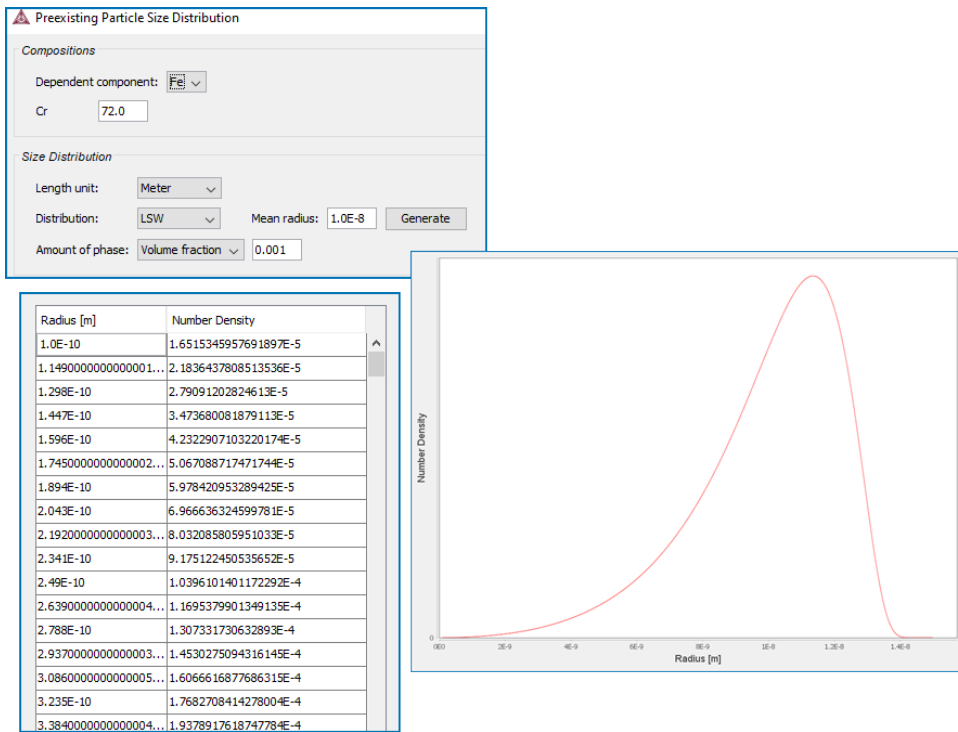 Preexisting Particle Size Distribution
Compositions
Dependent component: Fe
Cr 72.0
Size Distribution
Length unit: Meter
Distribution: LSW Mean radius: 1.0E-8 Generate
Amount of phase: Volume fraction 0.001
Radius [m] Number Density
1.0E-10 1.6515345957691897E-5
1.1490000000000001... 2.1836437808513536E-5
1.298E-10 2.79091202824613E-5
1.447E-10 3.473680081879113E-5
1.596E-10 4.2322907103220174E-5
1.7450000000000002... 5.067088717471744E-5
1.894E-10 5.978420953289425E-5
2.043E-10 6.966636324599781E-5
2.1920000000000003... 8.032085805951033E-5
2.341E-10 9.175122450535652E-5
2.49E-10 1.0396101401172292E-4
2.6390000000000004... 1.1695379901349135E-4
2.788E-10 1.307331730632893E-4
2.9370000000000003... 1.4530275094316145E-4
3.0860000000000005... 1.6066616877686315E-4
3.235E-10 1.7682708414278004E-4
3.3840000000000004... 1.9378917618747784E-4
Number Density
0
0E0 2E-9 4E-9 6E-9 8E-9 1E-8 1.2E-8 1.4E-8
Radius [m]